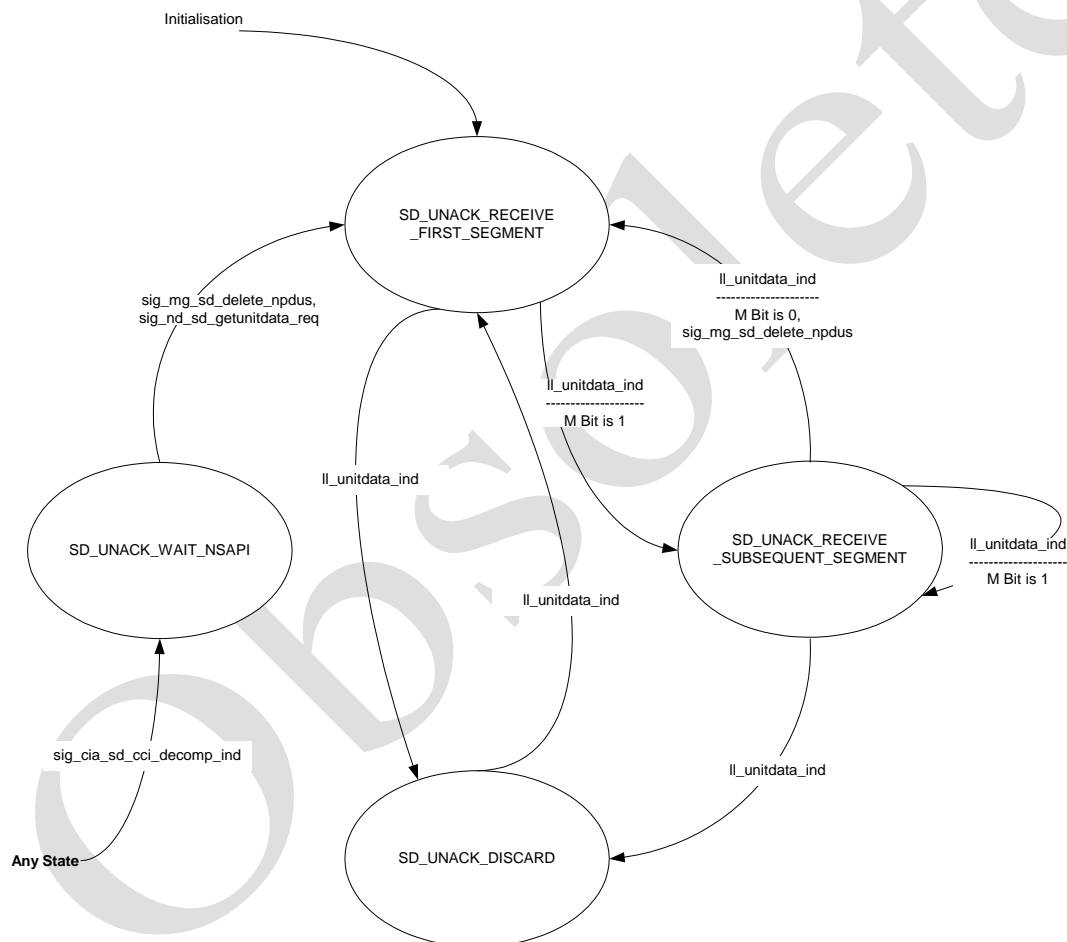 Initialisation
SD_UNACK_RECEIVE
_FIRST_SEGMENT
sig_mg_sd_delete_npdus,
sig_nd_sd_getunitdata_req
ll_unitdata_ind
----------------------
M Bit is 0,
sig_mg_sd_delete_npdus
ll_unitdata_ind
----------------------
M Bit is 1
ll_unitdata_ind
SD_UNACK_WAIT_NSAPI
SD_UNACK_RECEIVE
_SUBSEQUENT_SEGMENT
ll_unitdata_ind
----------------------
M Bit is 1
ll_unitdata_ind
sig_cia_sd_cci_decomp_ind
ll_unitdata_ind
Any State
SD_UNACK_DISCARD
Obsolete